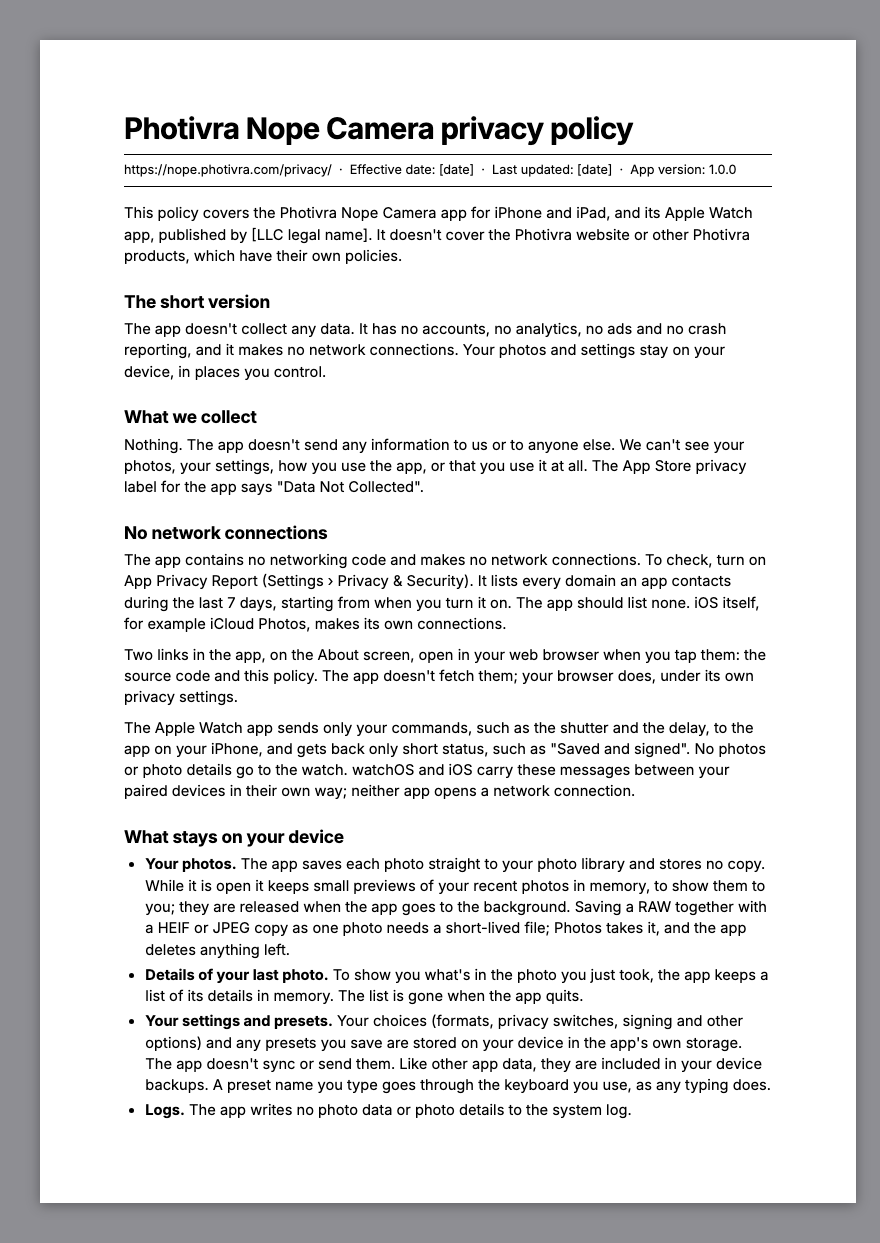 Photivra Nope Camera privacy policy
https://nope.photivra.com/privacy/ · Effective date: [date] · Last updated: [date] · App version: 1.0.0
This policy covers the Photivra Nope Camera app for iPhone and iPad, and its Apple Watch
app, published by [LLC legal name]. It doesn't cover the Photivra website or other Photivra
products, which have their own policies.
The short version
The app doesn't collect any data. It has no accounts, no analytics, no ads and no crash
reporting, and it makes no network connections. Your photos and settings stay on your
device, in places you control.
What we collect
Nothing. The app doesn't send any information to us or to anyone else. We can't see your
photos, your settings, how you use the app, or that you use it at all. The App Store privacy
label for the app says "Data Not Collected".
No network connections
The app contains no networking code and makes no network connections. To check, turn on
App Privacy Report (Settings › Privacy & Security). It lists every domain an app contacts
during the last 7 days, starting from when you turn it on. The app should list none. iOS itself,
for example iCloud Photos, makes its own connections.
Two links in the app, on the About screen, open in your web browser when you tap them: the
source code and this policy. The app doesn't fetch them; your browser does, under its own
privacy settings.
The Apple Watch app sends only your commands, such as the shutter and the delay, to the
app on your iPhone, and gets back only short status, such as "Saved and signed". No photos
or photo details go to the watch. watchOS and iOS carry these messages between your
paired devices in their own way; neither app opens a network connection.
What stays on your device
• Your photos. The app saves each photo straight to your photo library and stores no copy.
While it is open it keeps small previews of your recent photos in memory, to show them to
you; they are released when the app goes to the background. Saving a RAW together with
a HEIF or JPEG copy as one photo needs a short-lived file; Photos takes it, and the app
deletes anything left.
• Details of your last photo. To show you what's in the photo you just took, the app keeps a
list of its details in memory. The list is gone when the app quits.
• Your settings and presets. Your choices (formats, privacy switches, signing and other
options) and any presets you save are stored on your device in the app's own storage.
The app doesn't sync or send them. Like other app data, they are included in your device
backups. A preset name you type goes through the keyboard you use, as any typing does.
• Logs. The app writes no photo data or photo details to the system log.